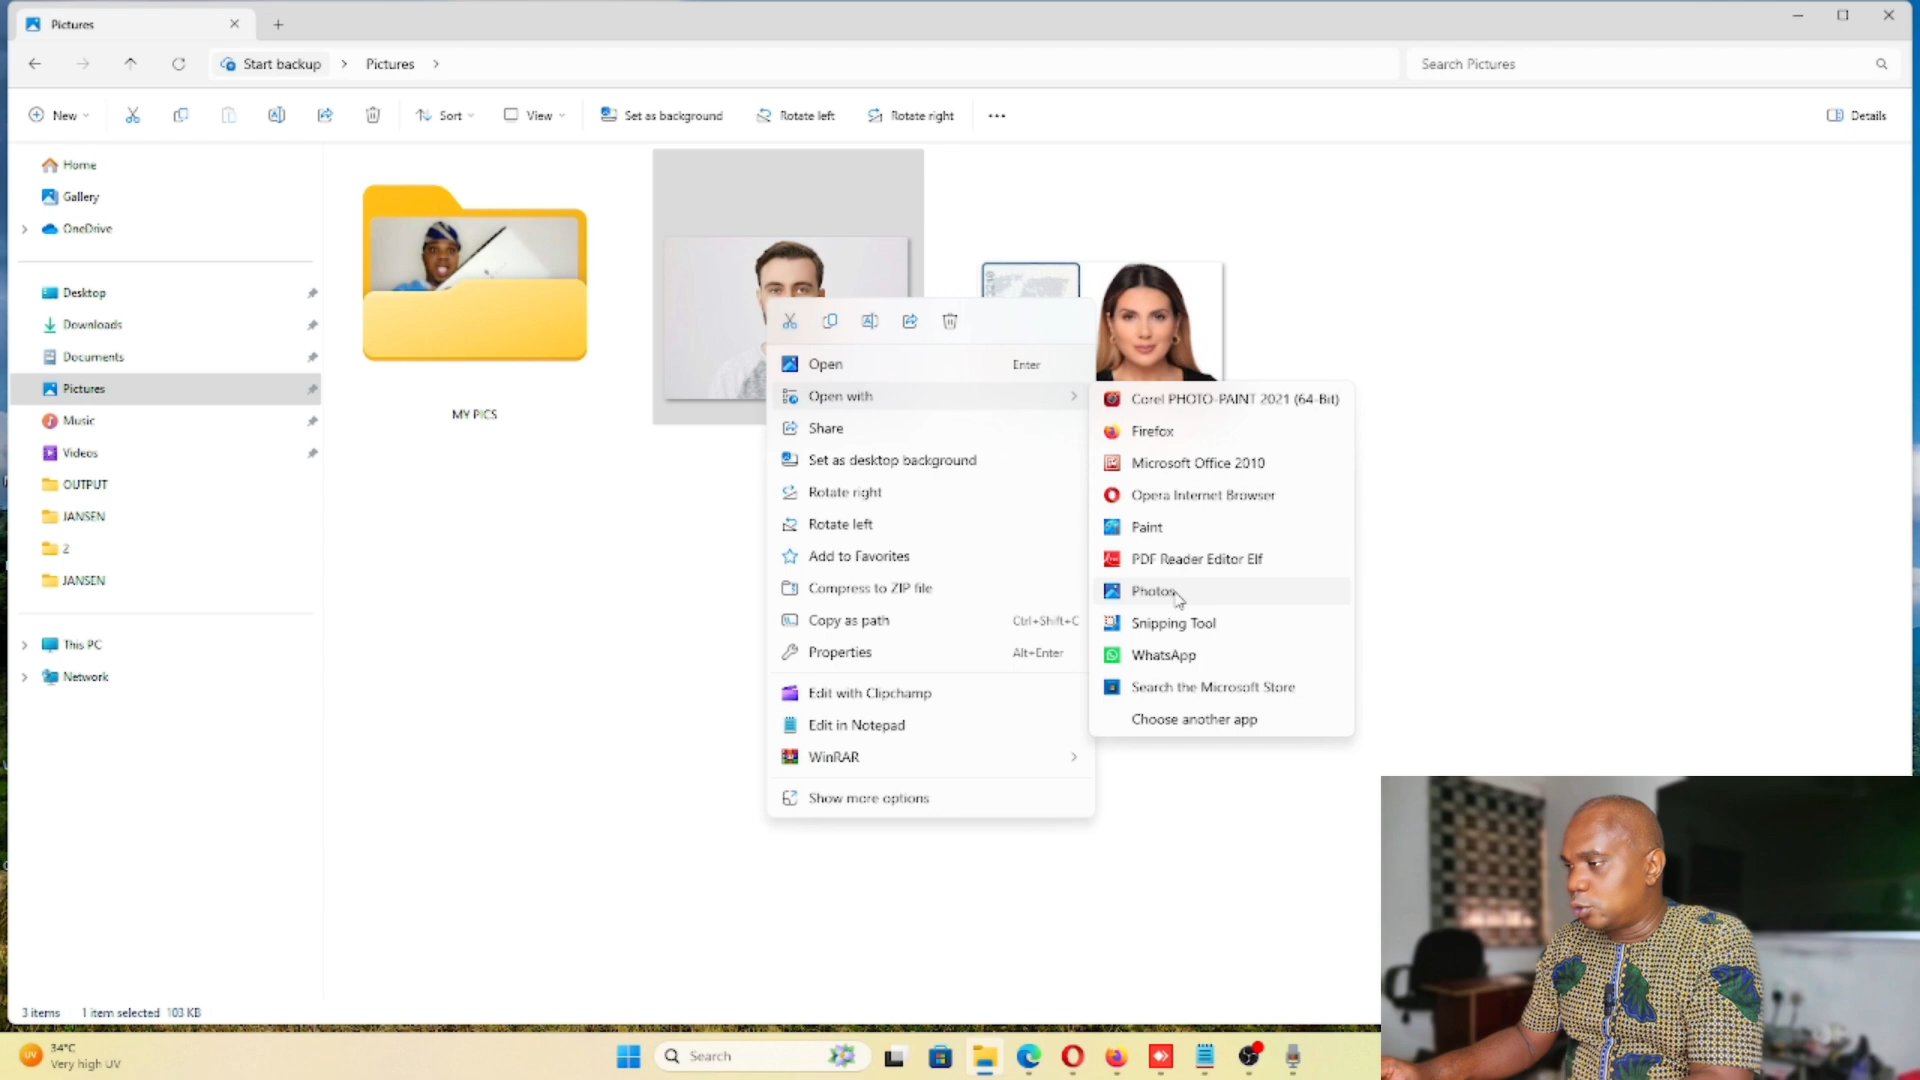 Pictures
Start backup
Pictures
Search Pictures
New
Sort
View
Set as background
Rotate left
Rotate right
Details
Home
Gallery
OneDrive
Desktop
Downloads
Documents
Pictures
Music
Videos
OUTPUT
JANSEN
2
JANSEN
This PC
Network
MY PICS
Open Enter
Open with
Share
Set as desktop background
Rotate right
Rotate left
Add to Favorites
Compress to ZIP file
Copy as path Ctrl+Shift+C
Properties Alt+Enter
Edit with Clipchamp
Edit in Notepad
WinRAR
Show more options
Corel PHOTO-PAINT 2021 (64-Bit)
Firefox
Microsoft Office 2010
Opera Internet Browser
Paint
PDF Reader Editor Elf
Photos
Snipping Tool
WhatsApp
Search the Microsoft Store
Choose another app
3 items 1 item selected 103 KB
UV
34°C
Very high UV
Search